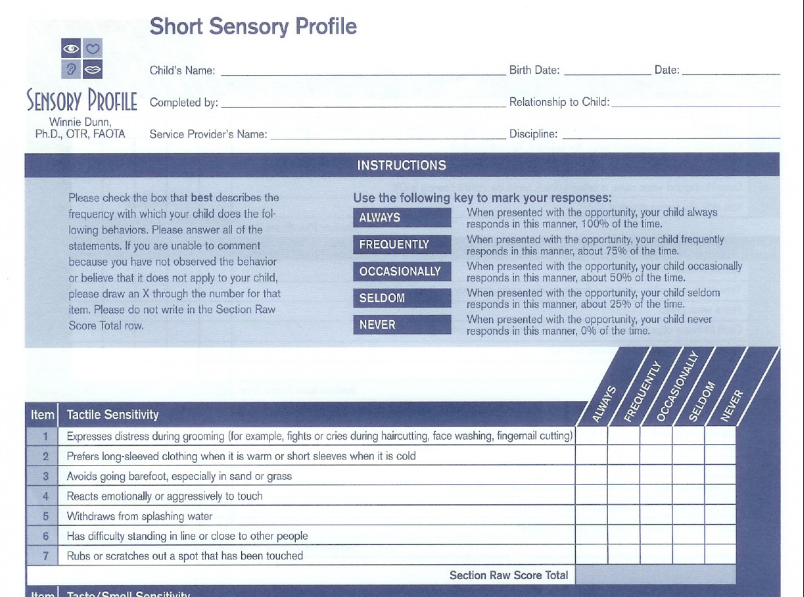 Short Sensory Profile
Child's Name: Birth Date: Date:
SENSORY PROFILE
Winnie Dunn,
Ph.D., OTR, FAOTA
Completed by: Relationship to Child:
Service Provider's Name: Discipline:
INSTRUCTIONS
Please check the box that best describes the
frequency with which your child does the fol-
lowing behaviors. Please answer all of the
statements. If you are unable to comment
because you have not observed the behavior
or believe that it does not apply to your child,
please draw an X through the number for that
item. Please do not write in the Section Raw
Score Total row.
Use the following key to mark your responses:
ALWAYS When presented with the opportunity, your child always
responds in this manner, 100% of the time.
FREQUENTLY When presented with the opportunity, your child frequently
responds in this manner, about 75% of the time.
OCCASIONALLY When presented with the opportunity, your child occasionally
responds in this manner, about 50% of the time.
SELDOM When presented with the opportunity, your child seldom
responds in this manner, about 25% of the time.
NEVER When presented with the opportunity, your child never
responds in this manner, 0% of the time.
Item Tactile Sensitivity ALWAYS FREQUENTLY OCCASIONALLY SELDOM NEVER
1 Expresses distress during grooming (for example, fights or cries during haircutting, face washing, fingernail cutting)
2 Prefers long-sleeved clothing when it is warm or short sleeves when it is cold
3 Avoids going barefoot, especially in sand or grass
4 Reacts emotionally or aggressively to touch
5 Withdraws from splashing water
6 Has difficulty standing in line or close to other people
7 Rubs or scratches out a spot that has been touched
Section Raw Score Total
Item Taste/Smell Sensitivity